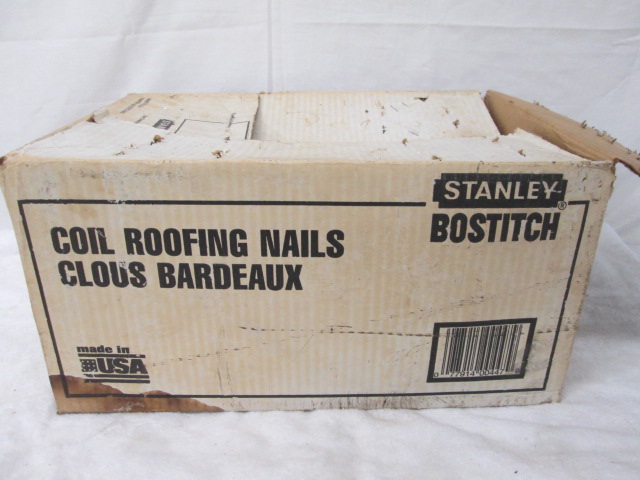 STANLEY®
BOSTITCH
COIL ROOFING NAILS
CLOUS BARDEAUX
made in
USA